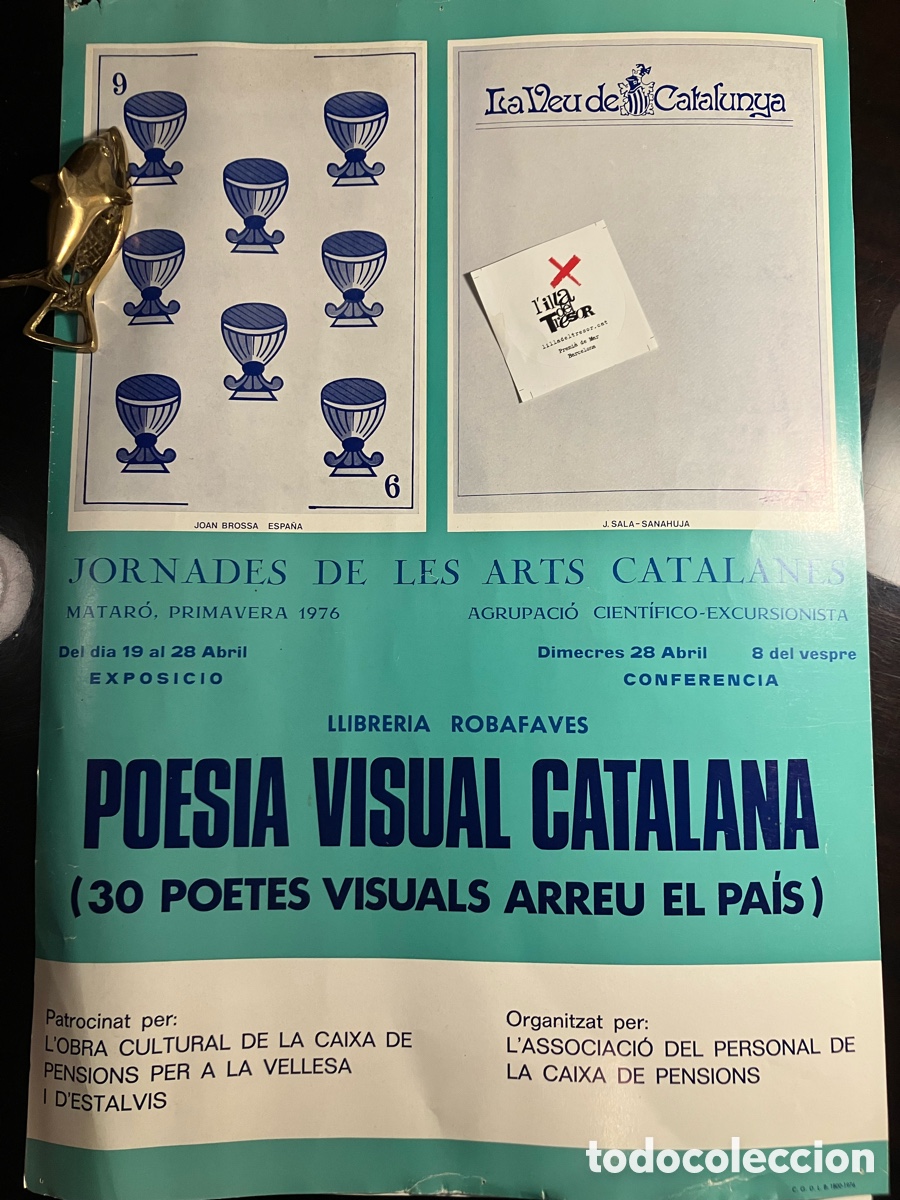 9
9
JOAN BROSSA ESPAÑA
La Veu de Catalunya
l'illa
del
TresoR
lilladeltresor.cat
Premià de Mar
Barcelona
J. SALA-SANAHUJA
JORNADES DE LES ARTS CATALANES
MATARÓ, PRIMAVERA 1976
AGRUPACIÓ CIENTÍFICO-EXCURSIONISTA
Del dia 19 al 28 Abril
EXPOSICIO
Dimecres 28 Abril 8 del vespre
CONFERENCIA
LLIBRERIA ROBAFAVES
POESIA VISUAL CATALANA
(30 POETES VISUALS ARREU EL PAÍS)
Patrocinat per:
L'OBRA CULTURAL DE LA CAIXA DE
PENSIONS PER A LA VELLESA
I D'ESTALVIS
Organitzat per:
L'ASSOCIACIÓ DEL PERSONAL DE
LA CAIXA DE PENSIONS
todocoleccion